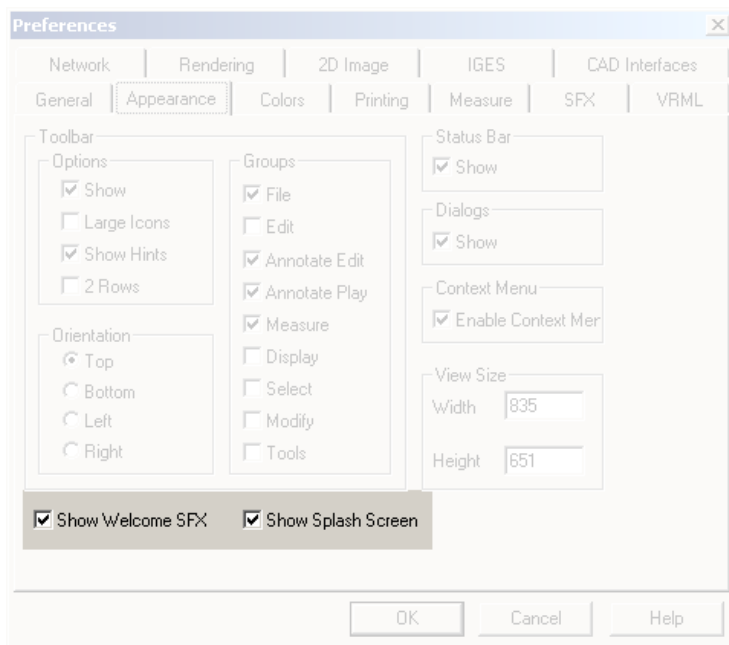 Preferences
Network Rendering 2D Image IGES CAD Interfaces
General Appearance Colors Printing Measure SFX VRML
Toolbar
Options
Show
Large Icons
Show Hints
2 Rows
Orientation
Top
Bottom
Left
Right
Groups
File
Edit
Annotate Edit
Annotate Play
Measure
Display
Select
Modify
Tools
Status Bar
Show
Dialogs
Show
Context Menu
Enable Context Mer
View Size
Width 835
Height 651
Show Welcome SFX Show Splash Screen
OK Cancel Help